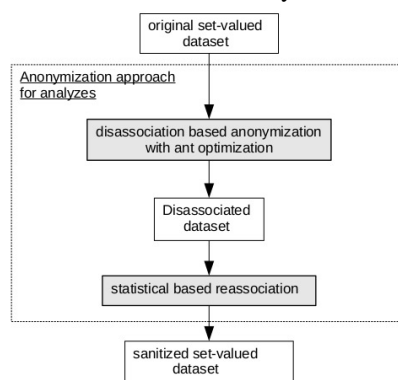 original set-valued
dataset
Anonymization approach
for analyzes
disassociation based anonymization
with ant optimization
Disassociated
dataset
statistical based reassociation
sanitized set-valued
dataset